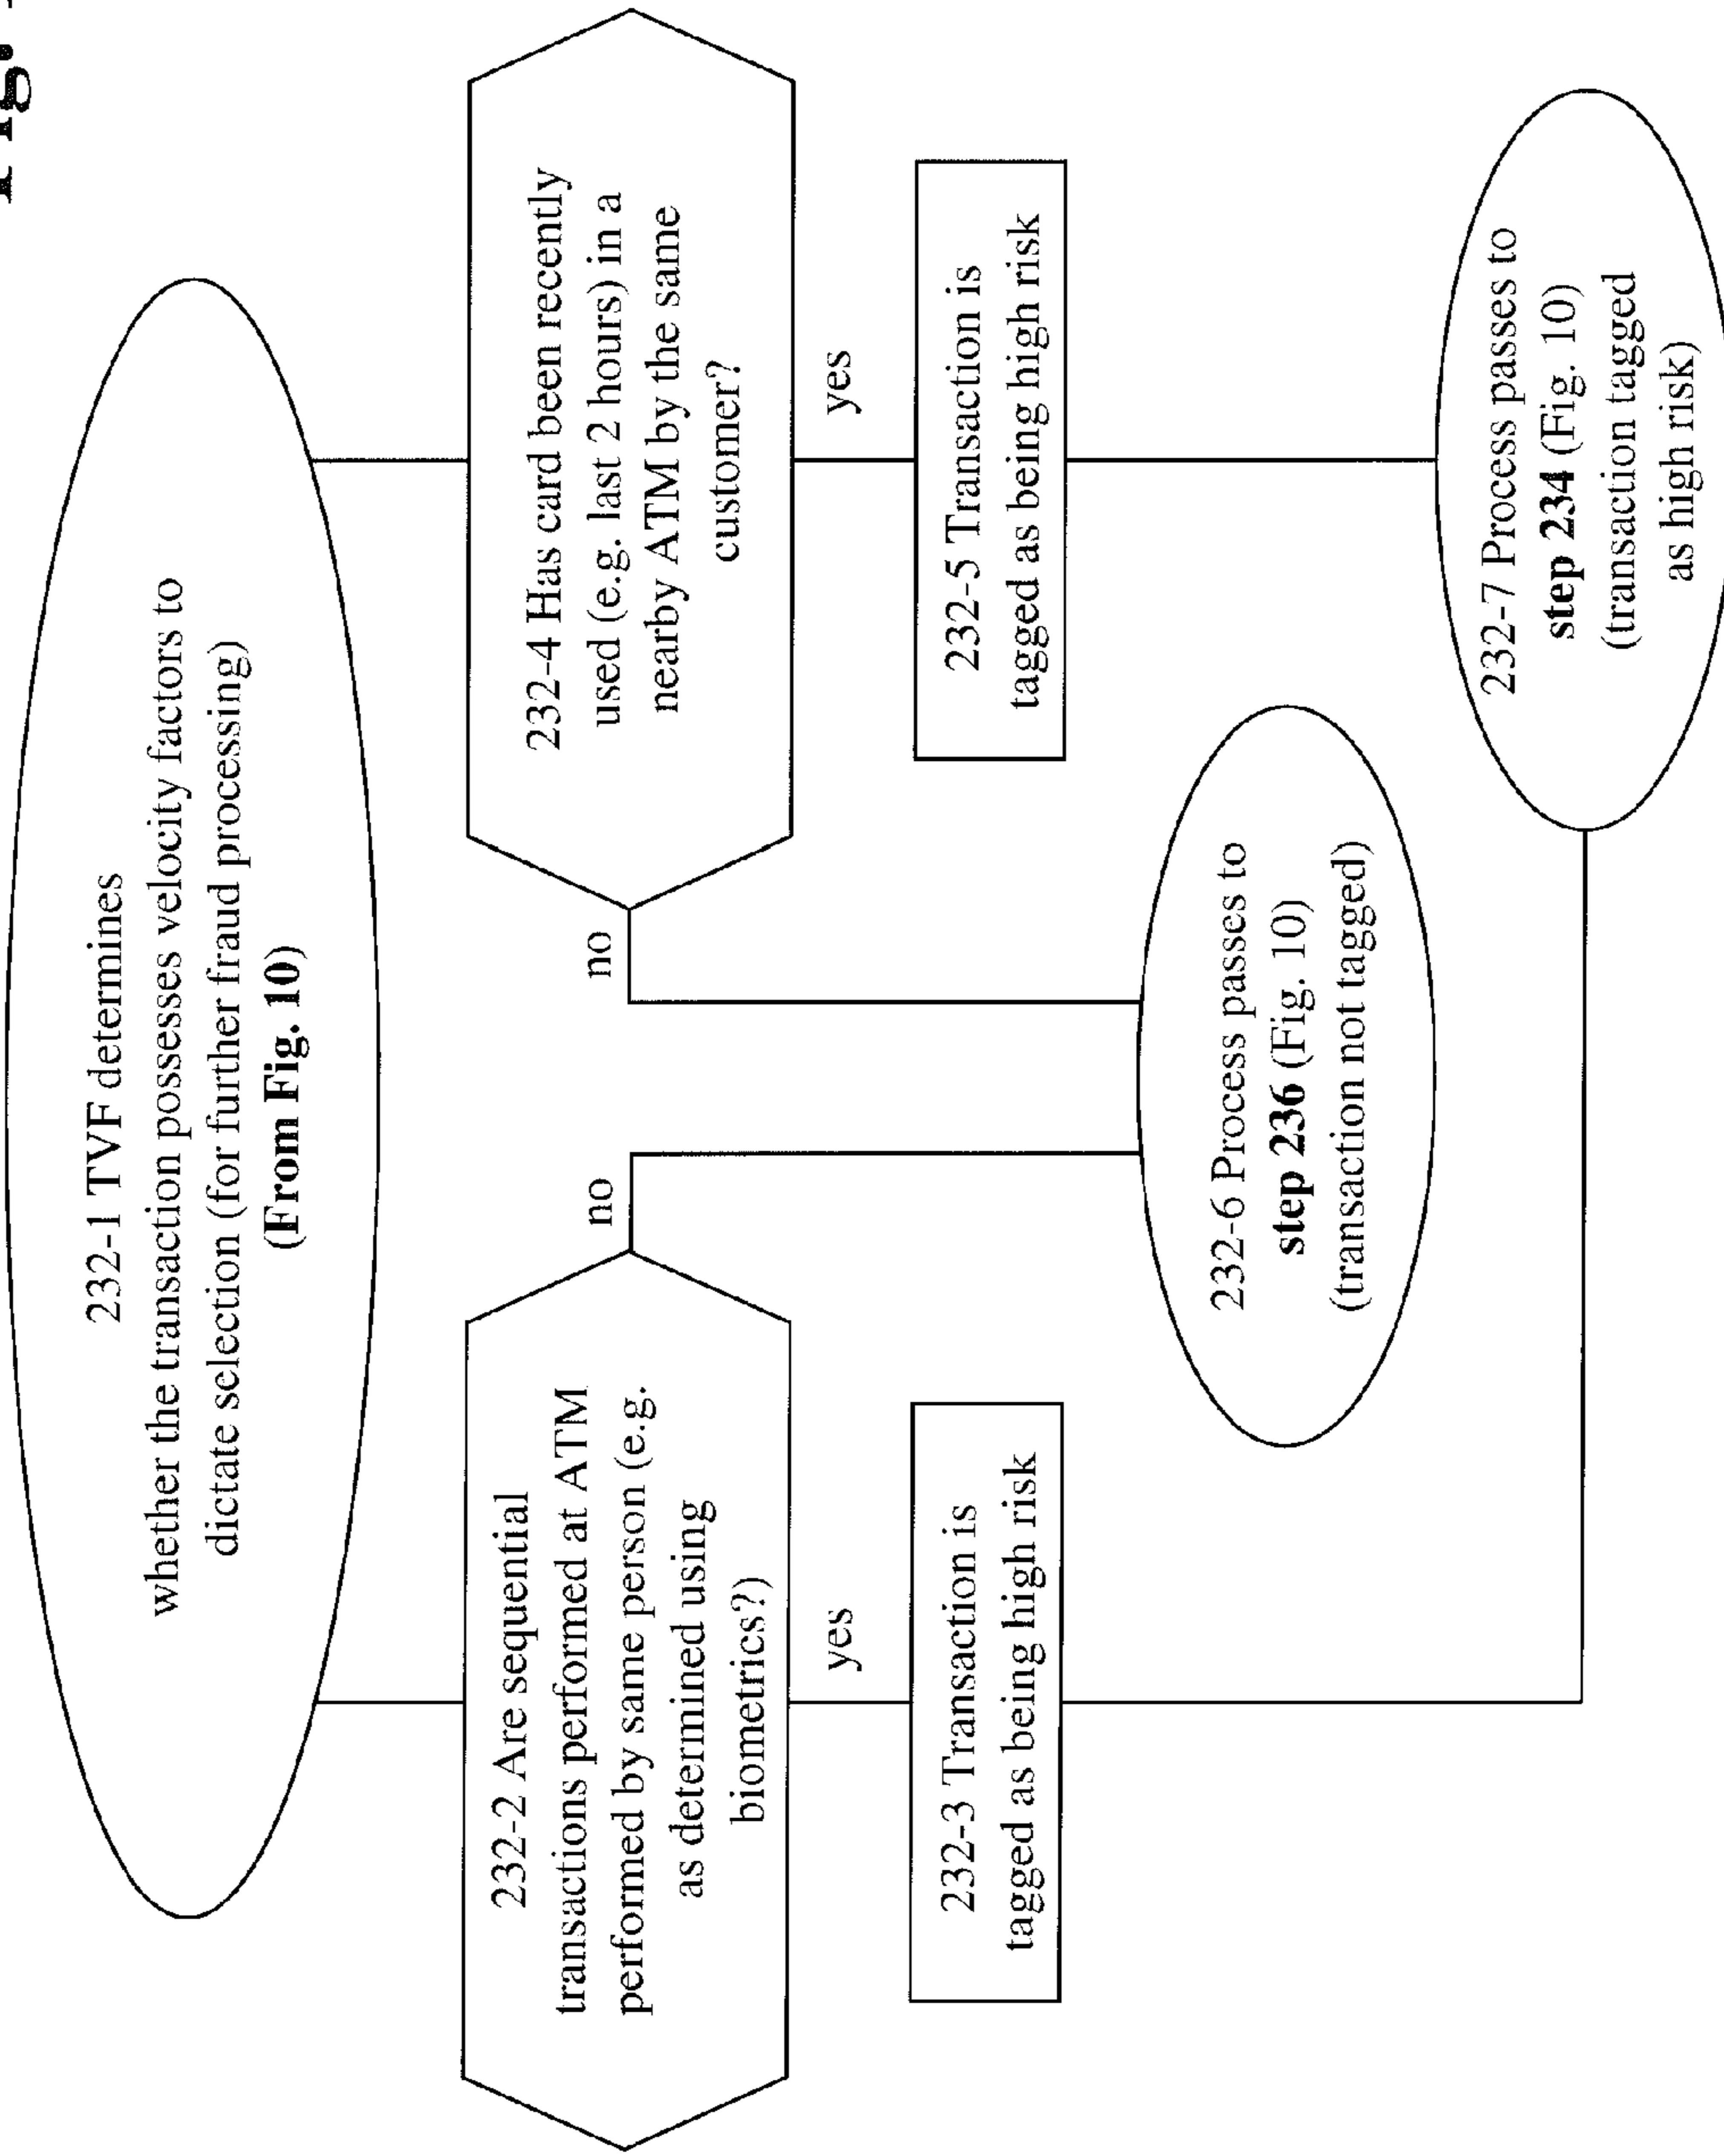 Fig.
232-1 TVF determines
whether the transaction possesses velocity factors to
dictate selection (for further fraud processing)
(From Fig. 10)
232-2 Are sequential
transactions performed at ATM
performed by same person (e.g.
as determined using
biometrics?)
no
yes
232-3 Transaction is
tagged as being high risk
232-4 Has card been recently
used (e.g. last 2 hours) in a
nearby ATM by the same
customer?
no
yes
232-5 Transaction is
tagged as being high risk
232-6 Process passes to
step 236 (Fig. 10)
(transaction not tagged)
232-7 Process passes to
step 234 (Fig. 10)
(transaction tagged
as high risk)